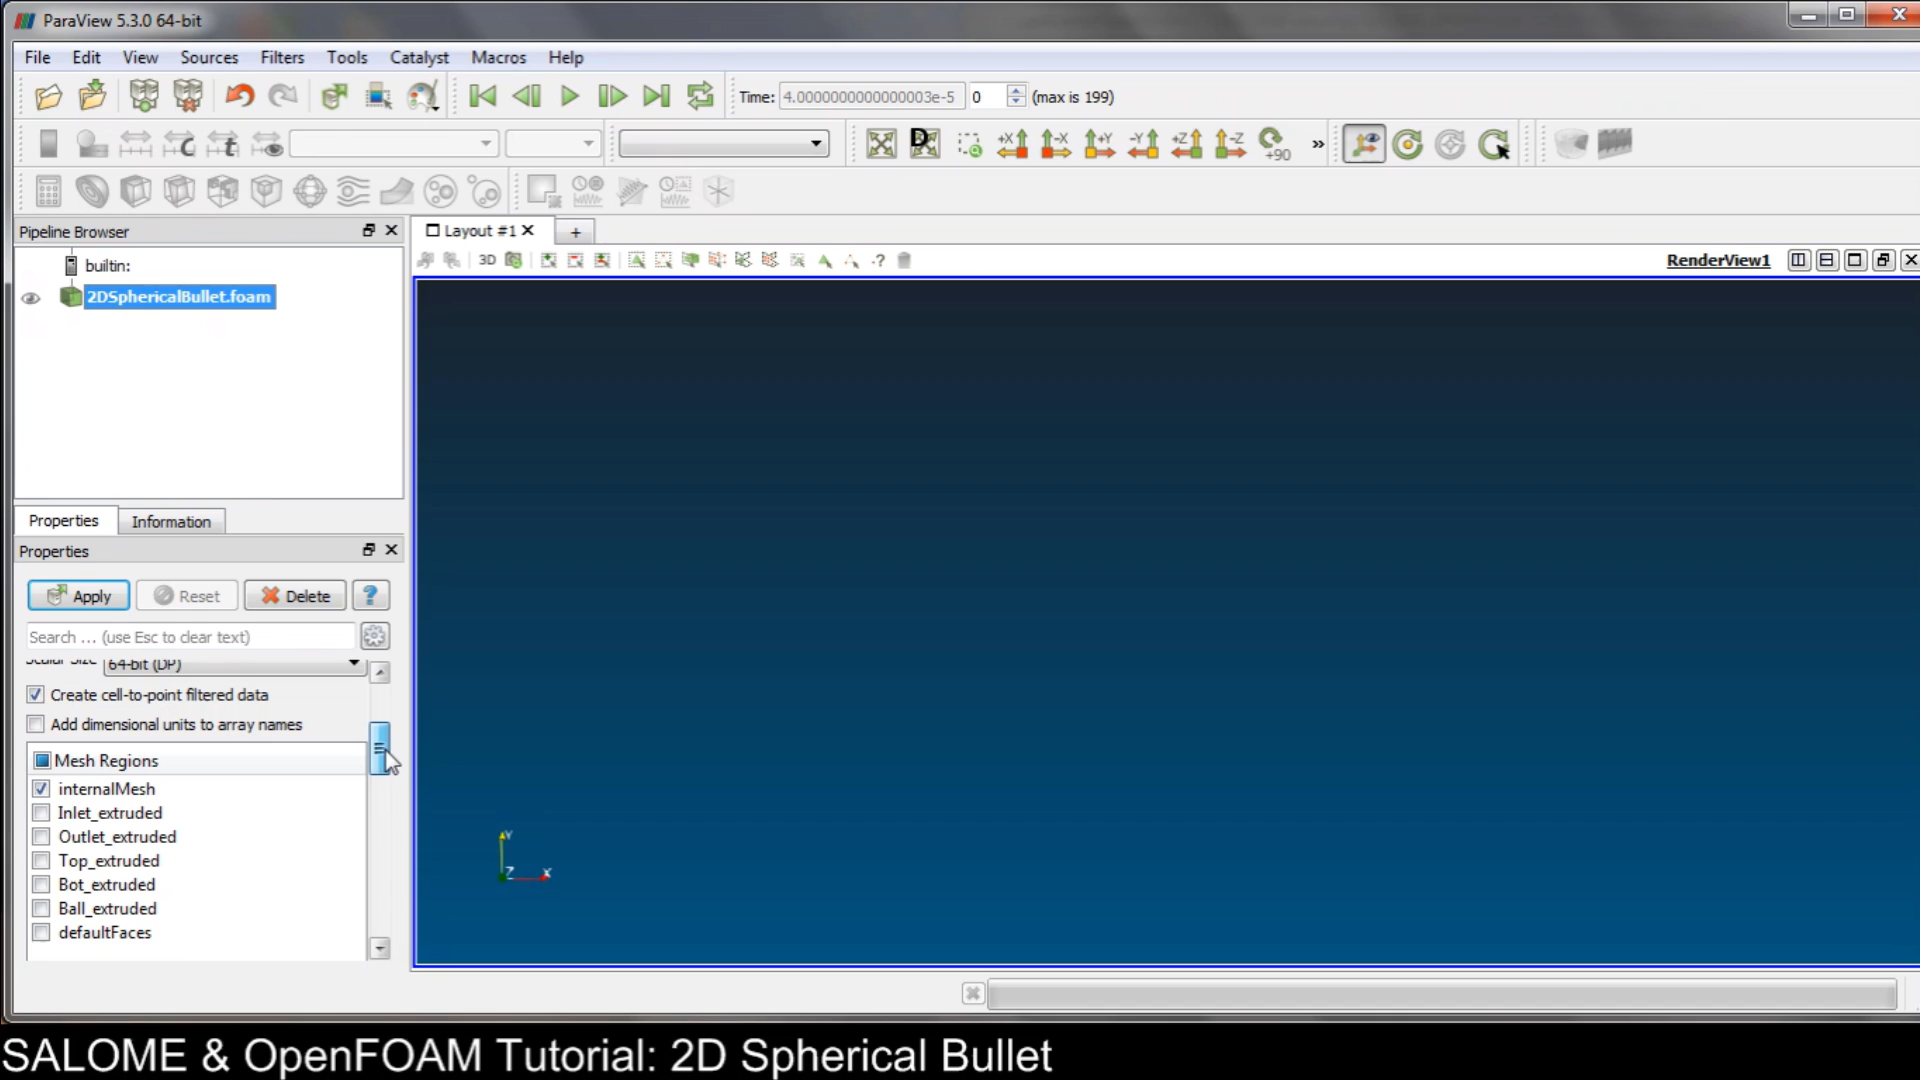 ParaView 5.3.0 64-bit
File Edit View Sources Filters Tools Catalyst Macros Help
Time: 4.0000000000000003e-5 0 (max is 199)
D C t +X -X +Y -Y +Z -Z +90 »
Pipeline Browser
Layout #1 +
builtin:
3D ? RenderView1
2DSphericalBullet.foam
Properties Information
Properties
Apply Reset Delete ?
Search ... (use Esc to clear text)
Scalar Size 64-bit (DP)
Create cell-to-point filtered data
Add dimensional units to array names
Mesh Regions
internalMesh
Inlet_extruded
Outlet_extruded
Top_extruded
Bot_extruded
Ball_extruded
defaultFaces
Y
Z X
SALOME & OpenFOAM Tutorial: 2D Spherical Bullet